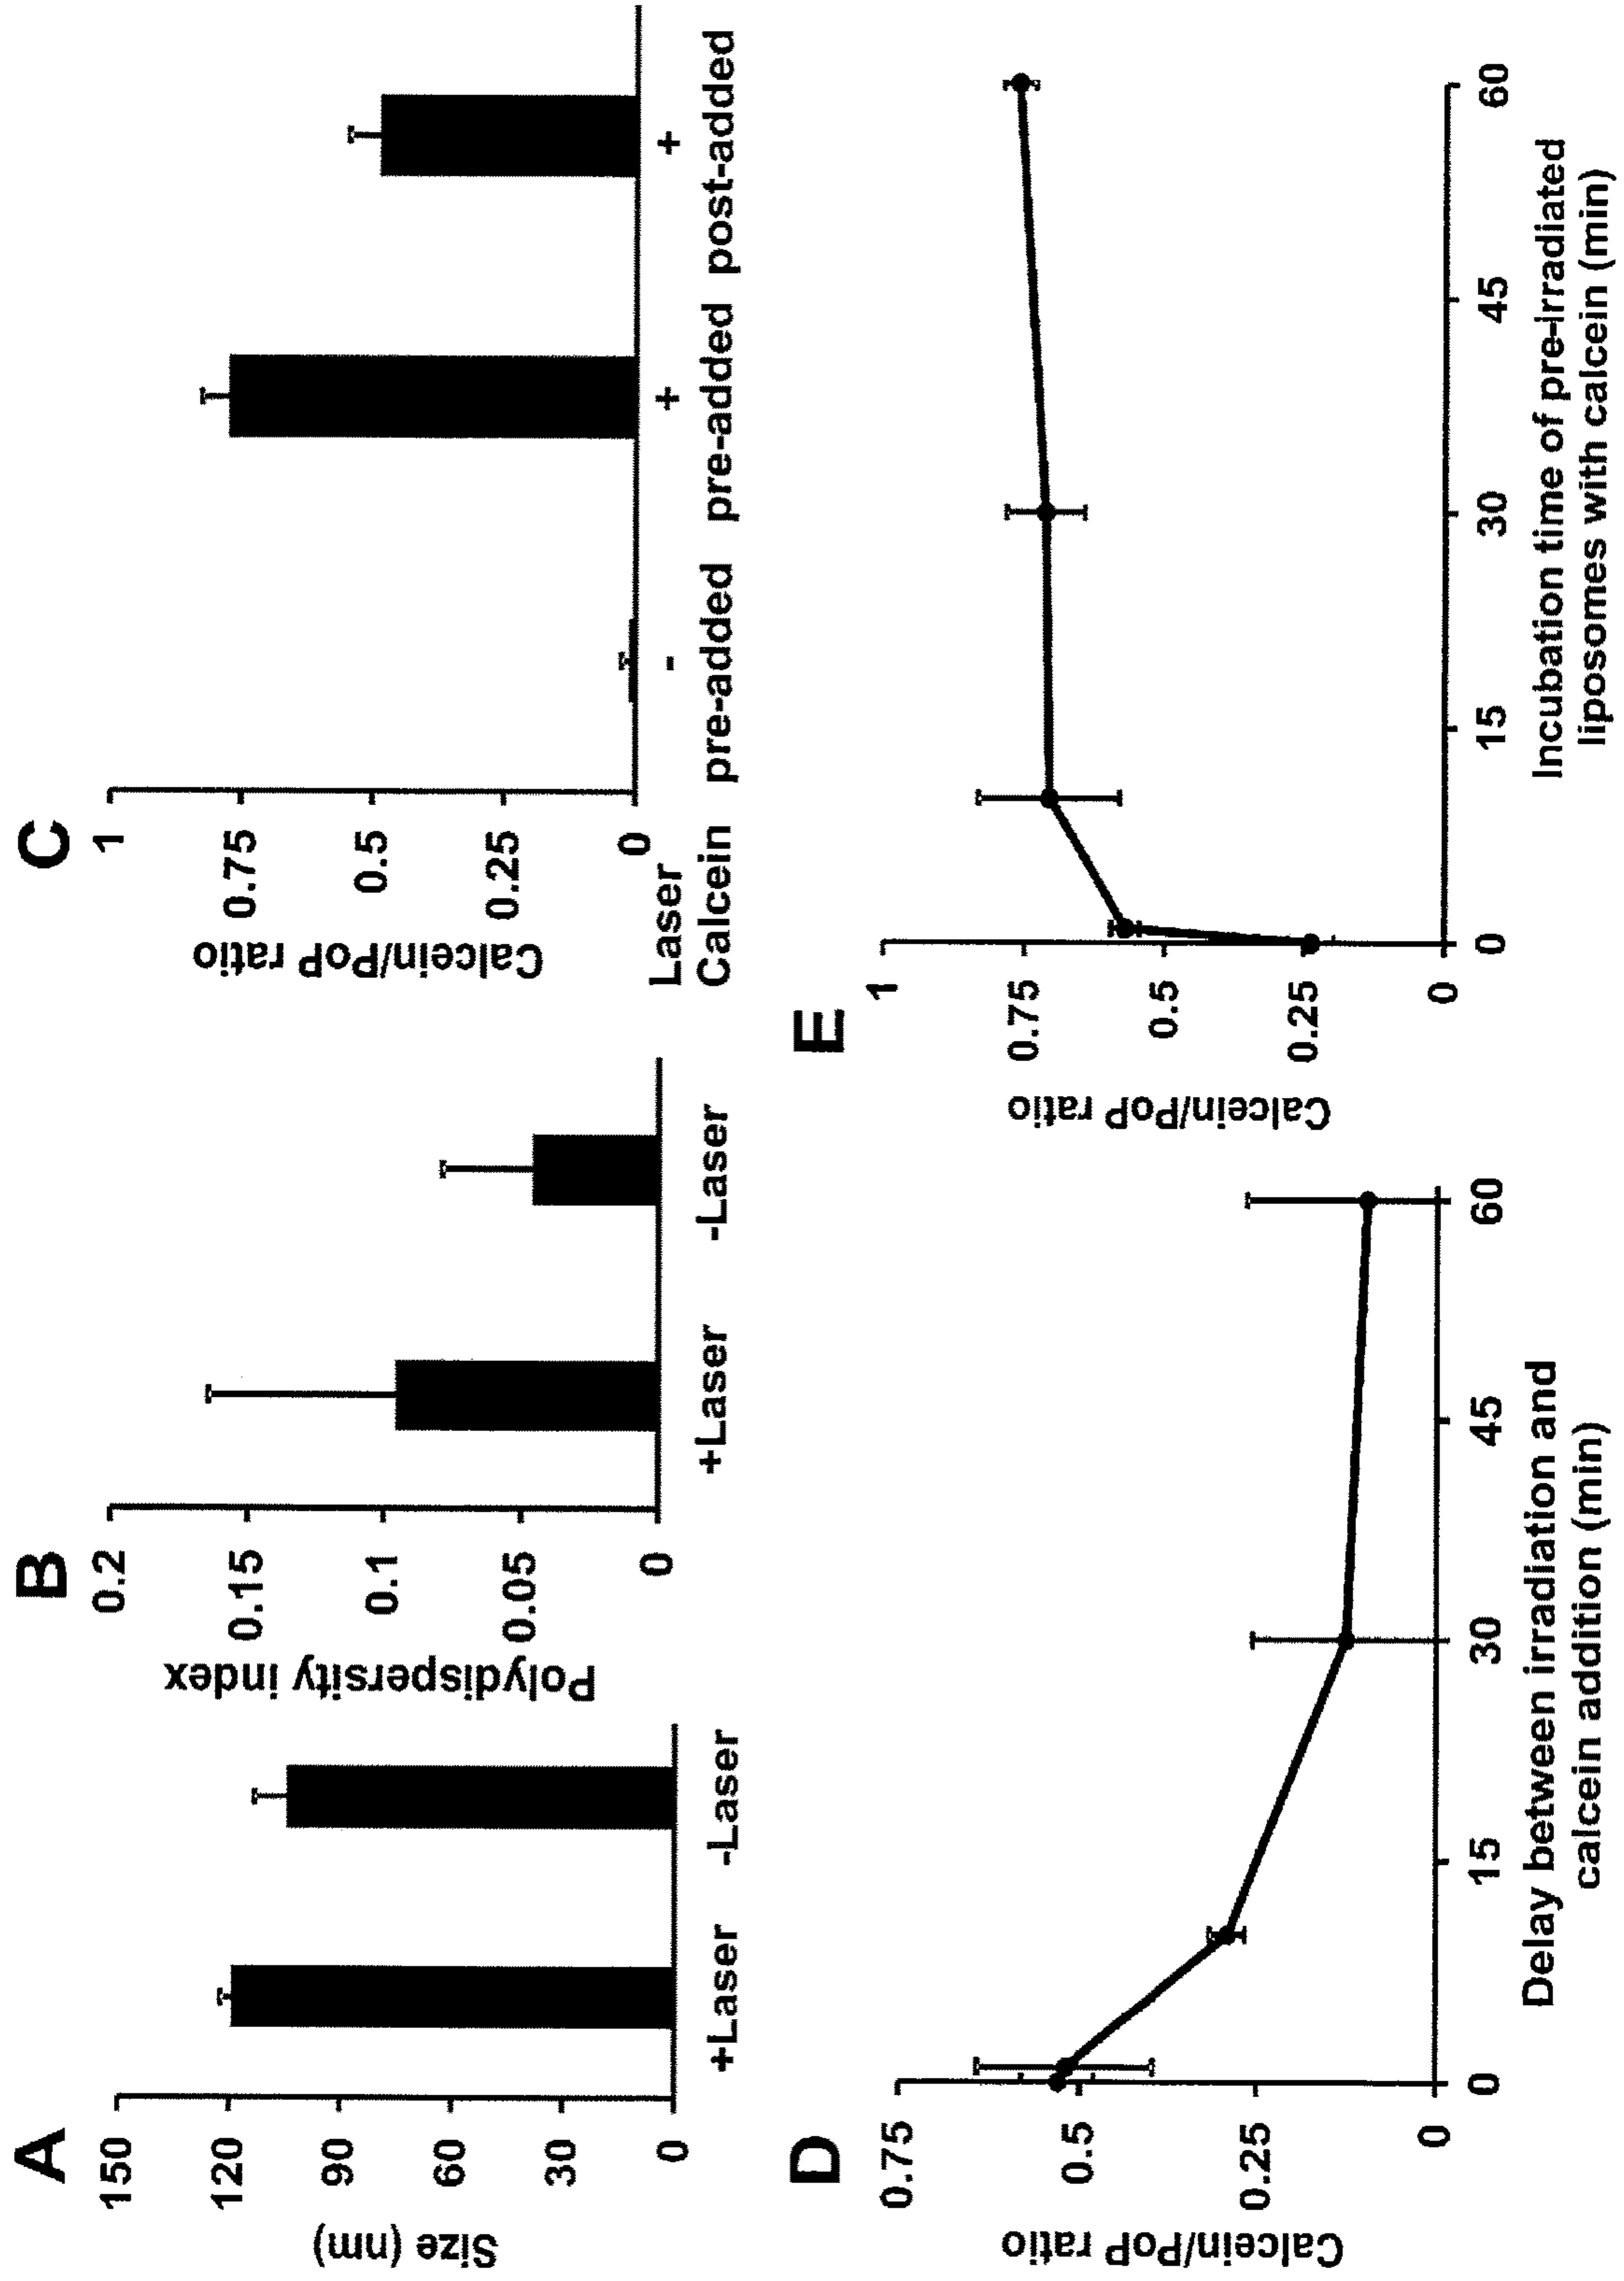 A
150
120
90
60
30
0
Size (nm)
+Laser -Laser
B
0.2
0.15
0.1
0.05
0
Polydispersity index
+Laser -Laser
C
1
0.75
0.5
0.25
0
Calcein/PoP ratio
Laser - + +
Calcein pre-added pre-added post-added
D
0.75
0.5
0.25
0
Calcein/PoP ratio
0 15 30 45 60
Delay between irradiation and
calcein addition (min)
E
1
0.75
0.5
0.25
0
Calcein/PoP ratio
0 15 30 45 60
Incubation time of pre-irradiated
liposomes with calcein (min)